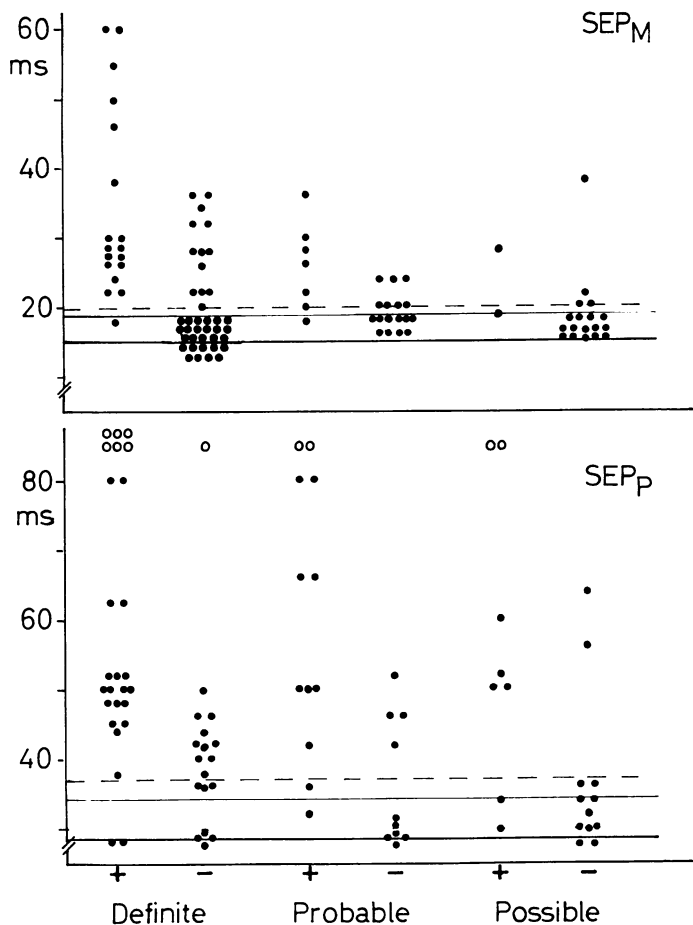 60
SEPM
ms
40
20
80
SEPP
ms
60
40
+ − + − + −
Definite Probable Possible